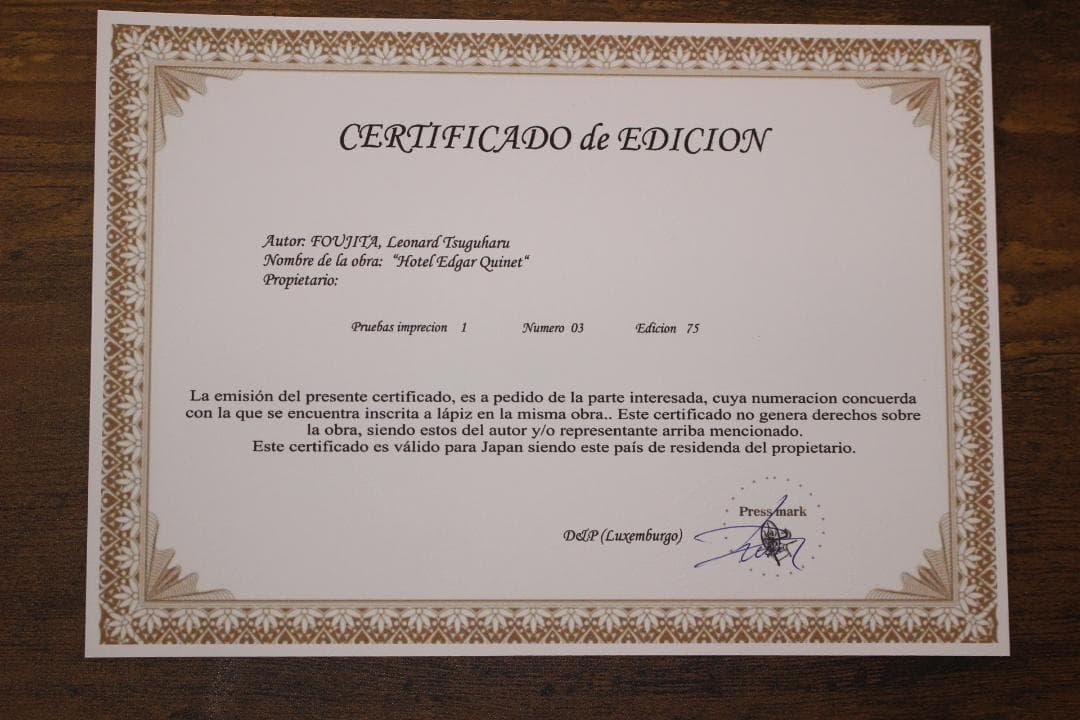 CERTIFICADO de EDICION
Autor: FOUJITA, Leonard Tsuguharu
Nombre de la obra: "Hotel Edgar Quinet"
Propietario:
Pruebas imprecion 1 Numero 03 Edicion 75
La emisión del presente certificado, es a pedido de la parte interesada, cuya numeracion concuerda
con la que se encuentra inscrita a lápiz en la misma obra.. Este certificado no genera derechos sobre
la obra, siendo estos del autor y/o representante arriba mencionado.
Este certificado es válido para Japan siendo este país de residenda del propietario.
Press mark
D&P (Luxemburgo)